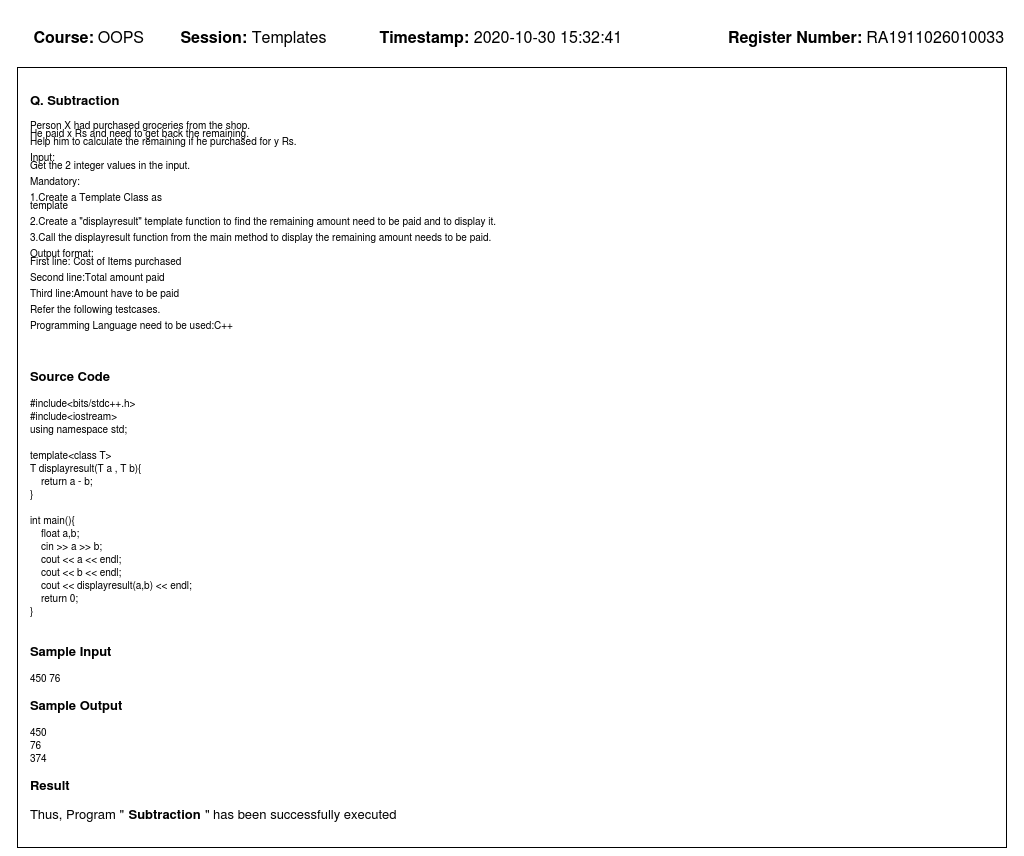 Course: OOPS Session: Templates Timestamp: 2020-10-30 15:32:41 Register Number: RA1911026010033
Q. Subtraction
Person X had purchased groceries from the shop.
He paid x Rs and need to get back the remaining.
Help him to calculate the remaining if he purchased for y Rs.
Input:
Get the 2 integer values in the input.
Mandatory:
1.Create a Template Class as
template
2.Create a "displayresult" template function to find the remaining amount need to be paid and to display it.
3.Call the displayresult function from the main method to display the remaining amount needs to be paid.
Output format:
First line: Cost of Items purchased
Second line:Total amount paid
Third line:Amount have to be paid
Refer the following testcases.
Programming Language need to be used:C++
Source Code
#include<bits/stdc++.h>
#include<iostream>
using namespace std;
template<class T>
T displayresult(T a , T b){
    return a - b;
}
int main(){
    float a,b;
    cin >> a >> b;
    cout << a << endl;
    cout << b << endl;
    cout << displayresult(a,b) << endl;
    return 0;
}
Sample Input
450 76
Sample Output
450
76
374
Result
Thus, Program " Subtraction " has been successfully executed